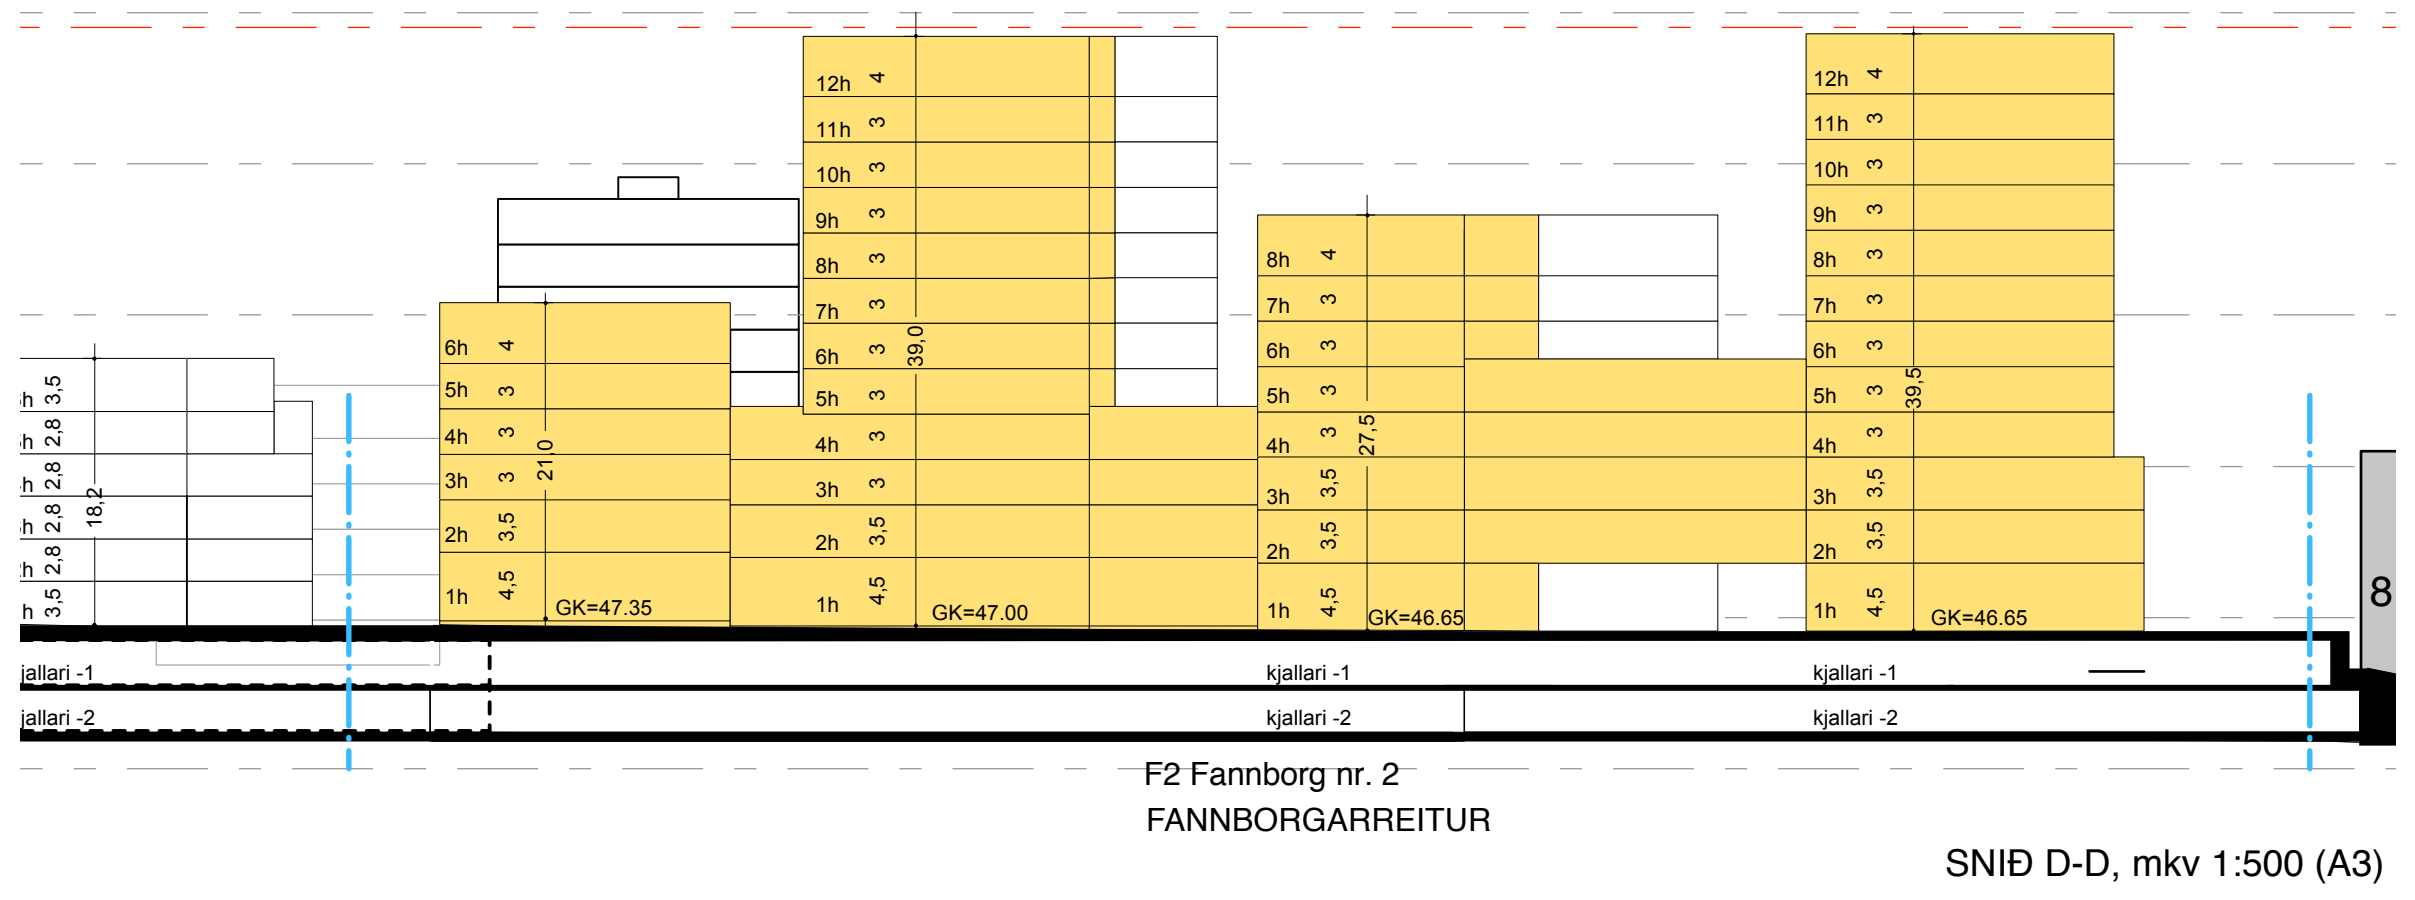 3,5
2,8
2,8
2,8
2,8
3,5
18,2
6h 4
5h 3
4h 3
3h 3
2h 3,5
1h 4,5
21,0
GK=47.35
12h 4
11h 3
10h 3
9h 3
8h 3
7h 3
6h 3
5h 3
4h 3
3h 3
2h 3,5
1h 4,5
39,0
GK=47.00
8h 4
7h 3
6h 3
5h 3
4h 3
3h 3,5
2h 3,5
1h 4,5
27,5
GK=46.65
12h 4
11h 3
10h 3
9h 3
8h 3
7h 3
6h 3
5h 3
4h 3
3h 3,5
2h 3,5
1h 4,5
39,5
GK=46.65
8
jallari -1
kjallari -1
kjallari -1
jallari -2
kjallari -2
kjallari -2
F2 Fannborg nr. 2
FANNBORGARREITUR
SNIÐ D-D, mkv 1:500 (A3)